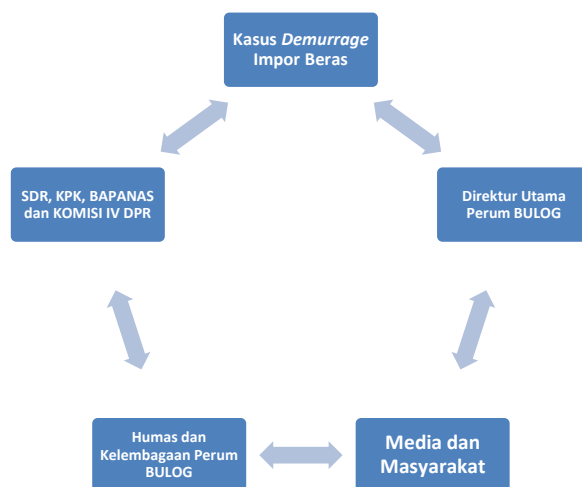 Kasus Demurrage
Impor Beras
SDR, KPK, BAPANAS
dan KOMISI IV DPR
Direktur Utama
Perum BULOG
Humas dan
Kelembagaan Perum
BULOG
Media dan
Masyarakat